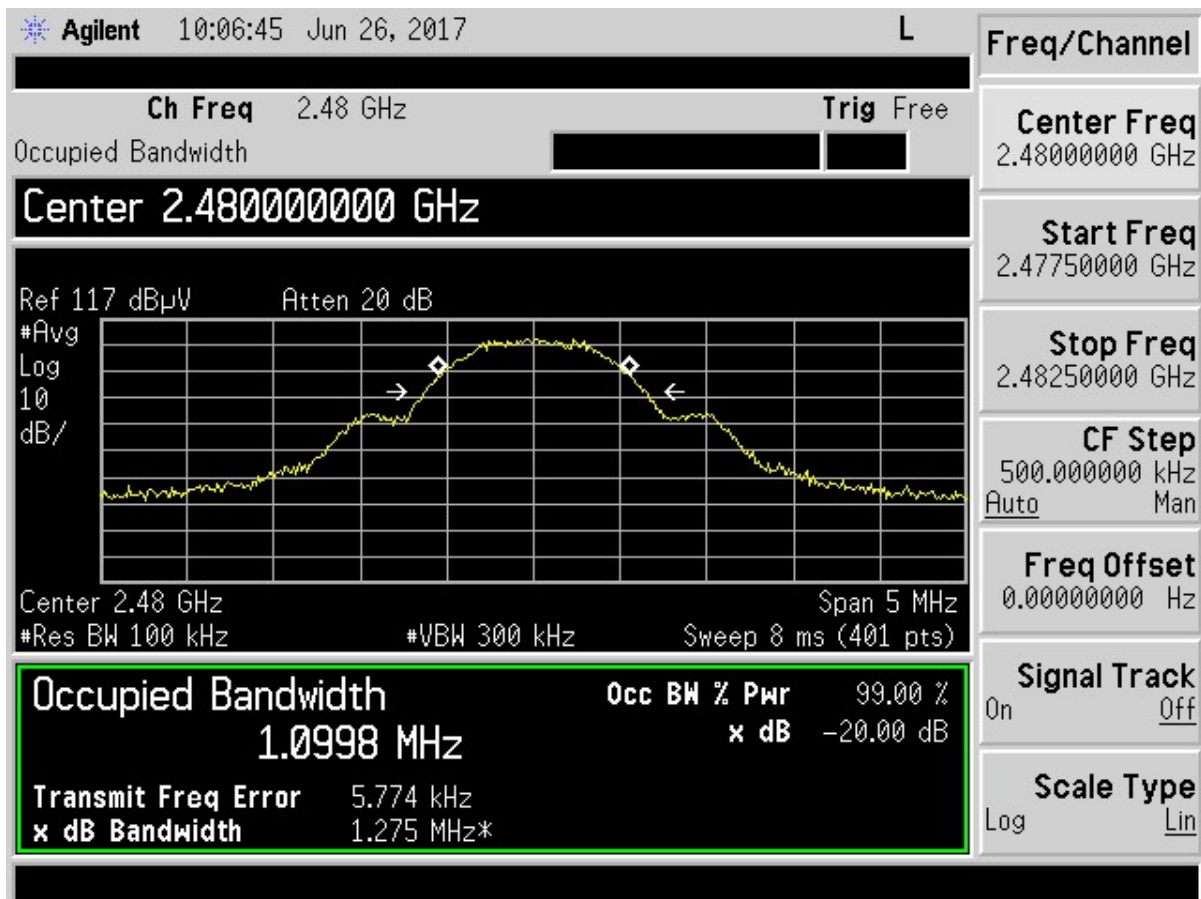 Agilent 10:06:45 Jun 26, 2017 L
Ch Freq 2.48 GHz Trig Free
Occupied Bandwidth
Center 2.480000000 GHz
Ref 117 dBµV Atten 20 dB
#Avg
Log
10
dB/
Center 2.48 GHz Span 5 MHz
#Res BW 100 kHz #VBW 300 kHz Sweep 8 ms (401 pts)
Occupied Bandwidth Occ BW % Pwr 99.00 %
1.0998 MHz x dB -20.00 dB
Transmit Freq Error 5.774 kHz
x dB Bandwidth 1.275 MHz*
Freq/Channel
Center Freq
2.48000000 GHz
Start Freq
2.47750000 GHz
Stop Freq
2.48250000 GHz
CF Step
500.000000 kHz
Auto Man
Freq Offset
0.00000000 Hz
Signal Track
On Off
Scale Type
Log Lin